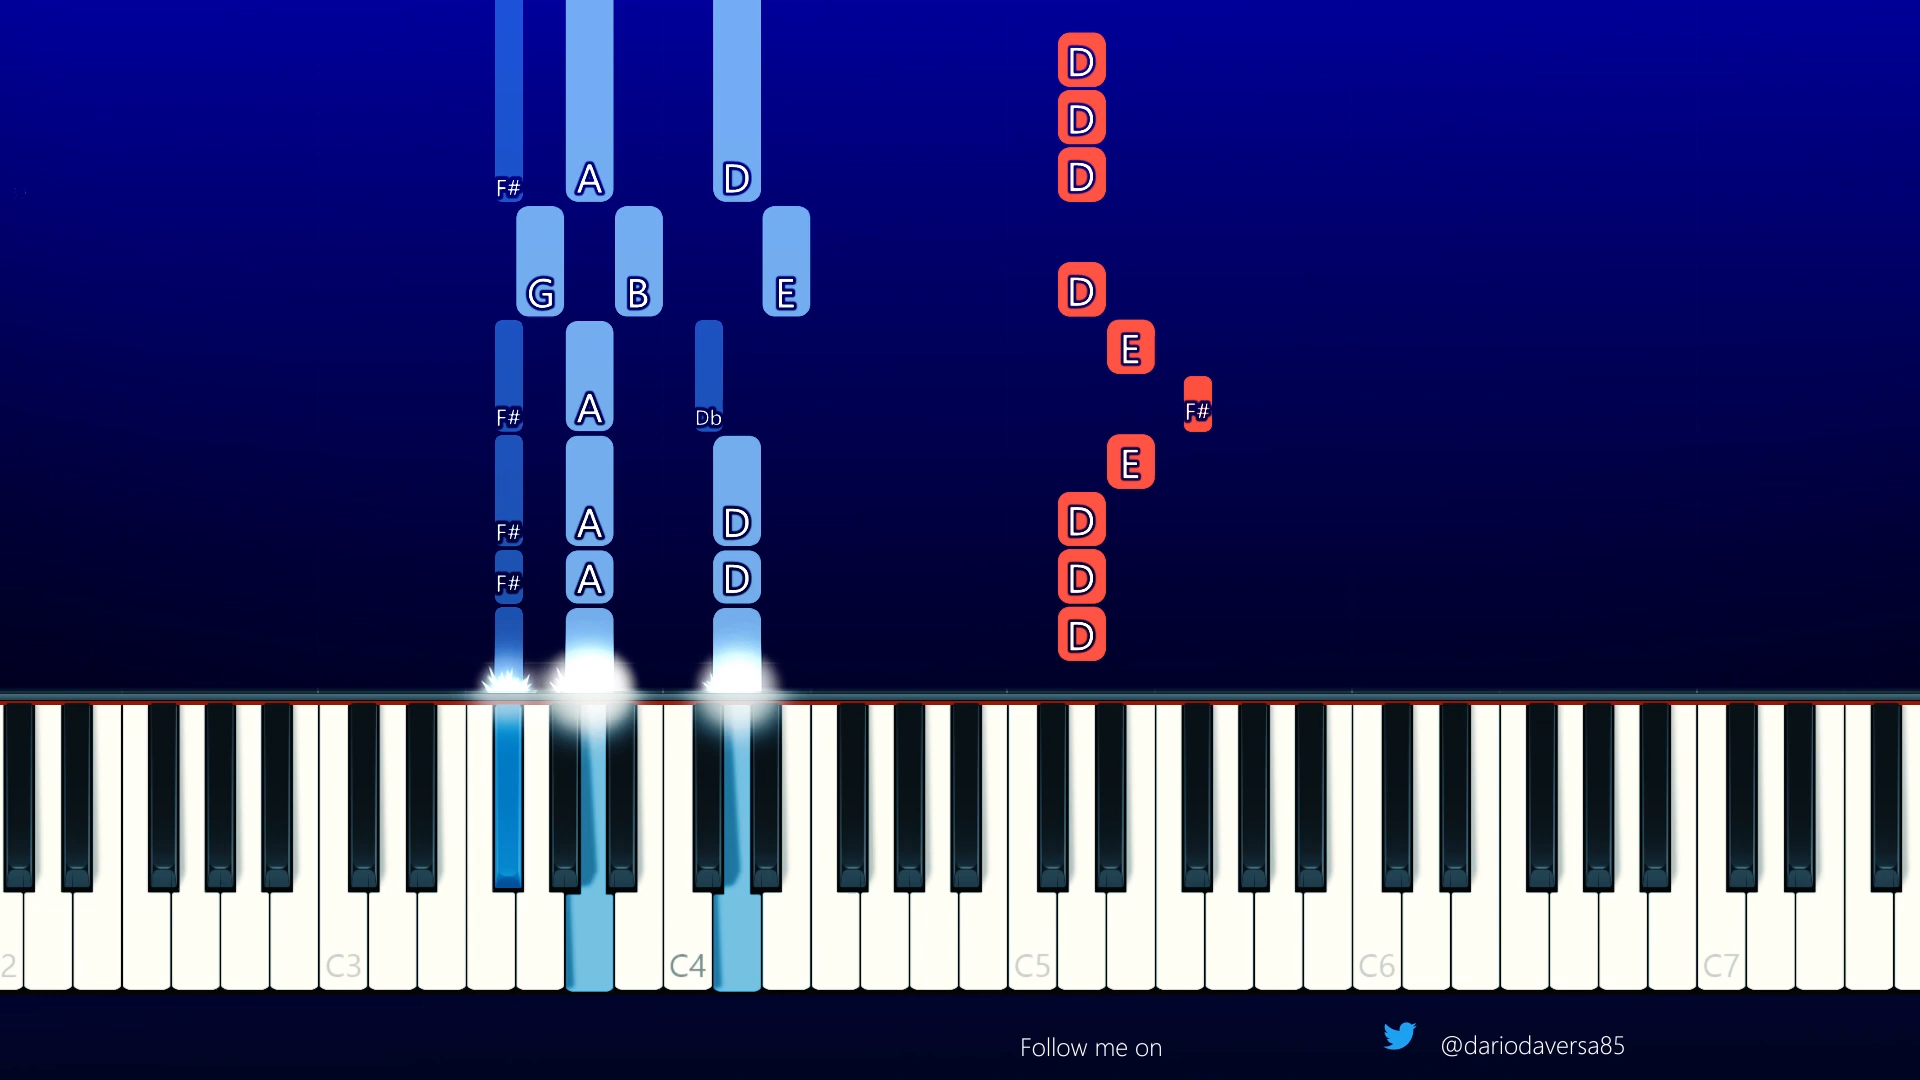 D
D
F# A D D
G B E D
E
F# A Db F#
E
F# A D D
F# A D D
D
2 C3 C4 C5 C6 C7
Follow me on @dariodaversa85